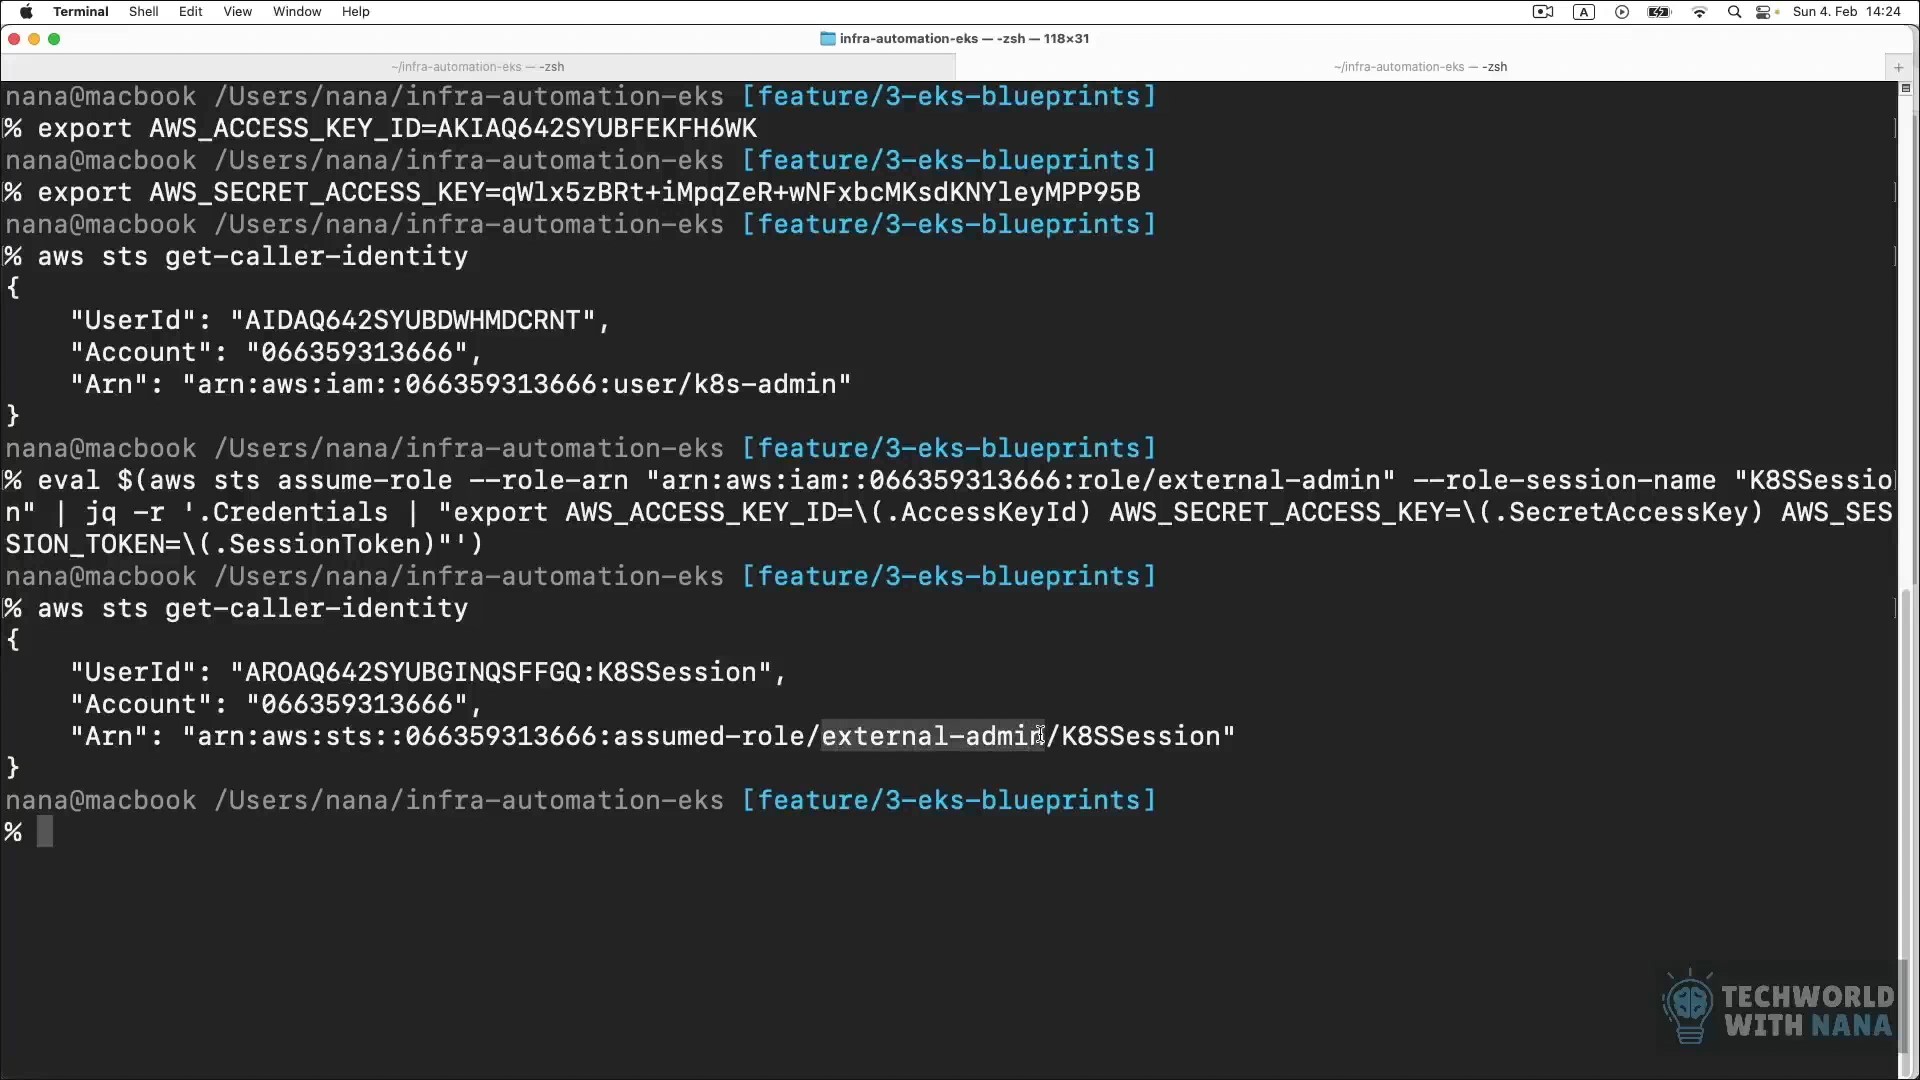 Terminal Shell Edit View Window Help A Sun 4. Feb 14:24
infra-automation-eks — -zsh — 118×31
~/infra-automation-eks — -zsh ~/infra-automation-eks — -zsh +
nana@macbook /Users/nana/infra-automation-eks [feature/3-eks-blueprints]
% export AWS_ACCESS_KEY_ID=AKIAQ642SYUBFEKFH6WK
nana@macbook /Users/nana/infra-automation-eks [feature/3-eks-blueprints]
% export AWS_SECRET_ACCESS_KEY=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
nana@macbook /Users/nana/infra-automation-eks [feature/3-eks-blueprints]
% aws sts get-caller-identity
{
    "UserId": "AIDAQ642SYUBDWHMDCRNT",
    "Account": "066359313666",
    "Arn": "arn:aws:iam::066359313666:user/k8s-admin"
}
nana@macbook /Users/nana/infra-automation-eks [feature/3-eks-blueprints]
% eval $(aws sts assume-role --role-arn "arn:aws:iam::066359313666:role/external-admin" --role-session-name "K8SSessio
n" | jq -r '.Credentials | "export AWS_ACCESS_KEY_ID=\(.AccessKeyId) AWS_SECRET_ACCESS_KEY=\(.SecretAccessKey) AWS_SES
SION_TOKEN=\(.SessionToken)"')
nana@macbook /Users/nana/infra-automation-eks [feature/3-eks-blueprints]
% aws sts get-caller-identity
{
    "UserId": "AROAQ642SYUBGINQSFFGQ:K8SSession",
    "Account": "066359313666",
    "Arn": "arn:aws:sts::066359313666:assumed-role/external-admin/K8SSession"
}
nana@macbook /Users/nana/infra-automation-eks [feature/3-eks-blueprints]
%
TECHWORLD
WITH NANA